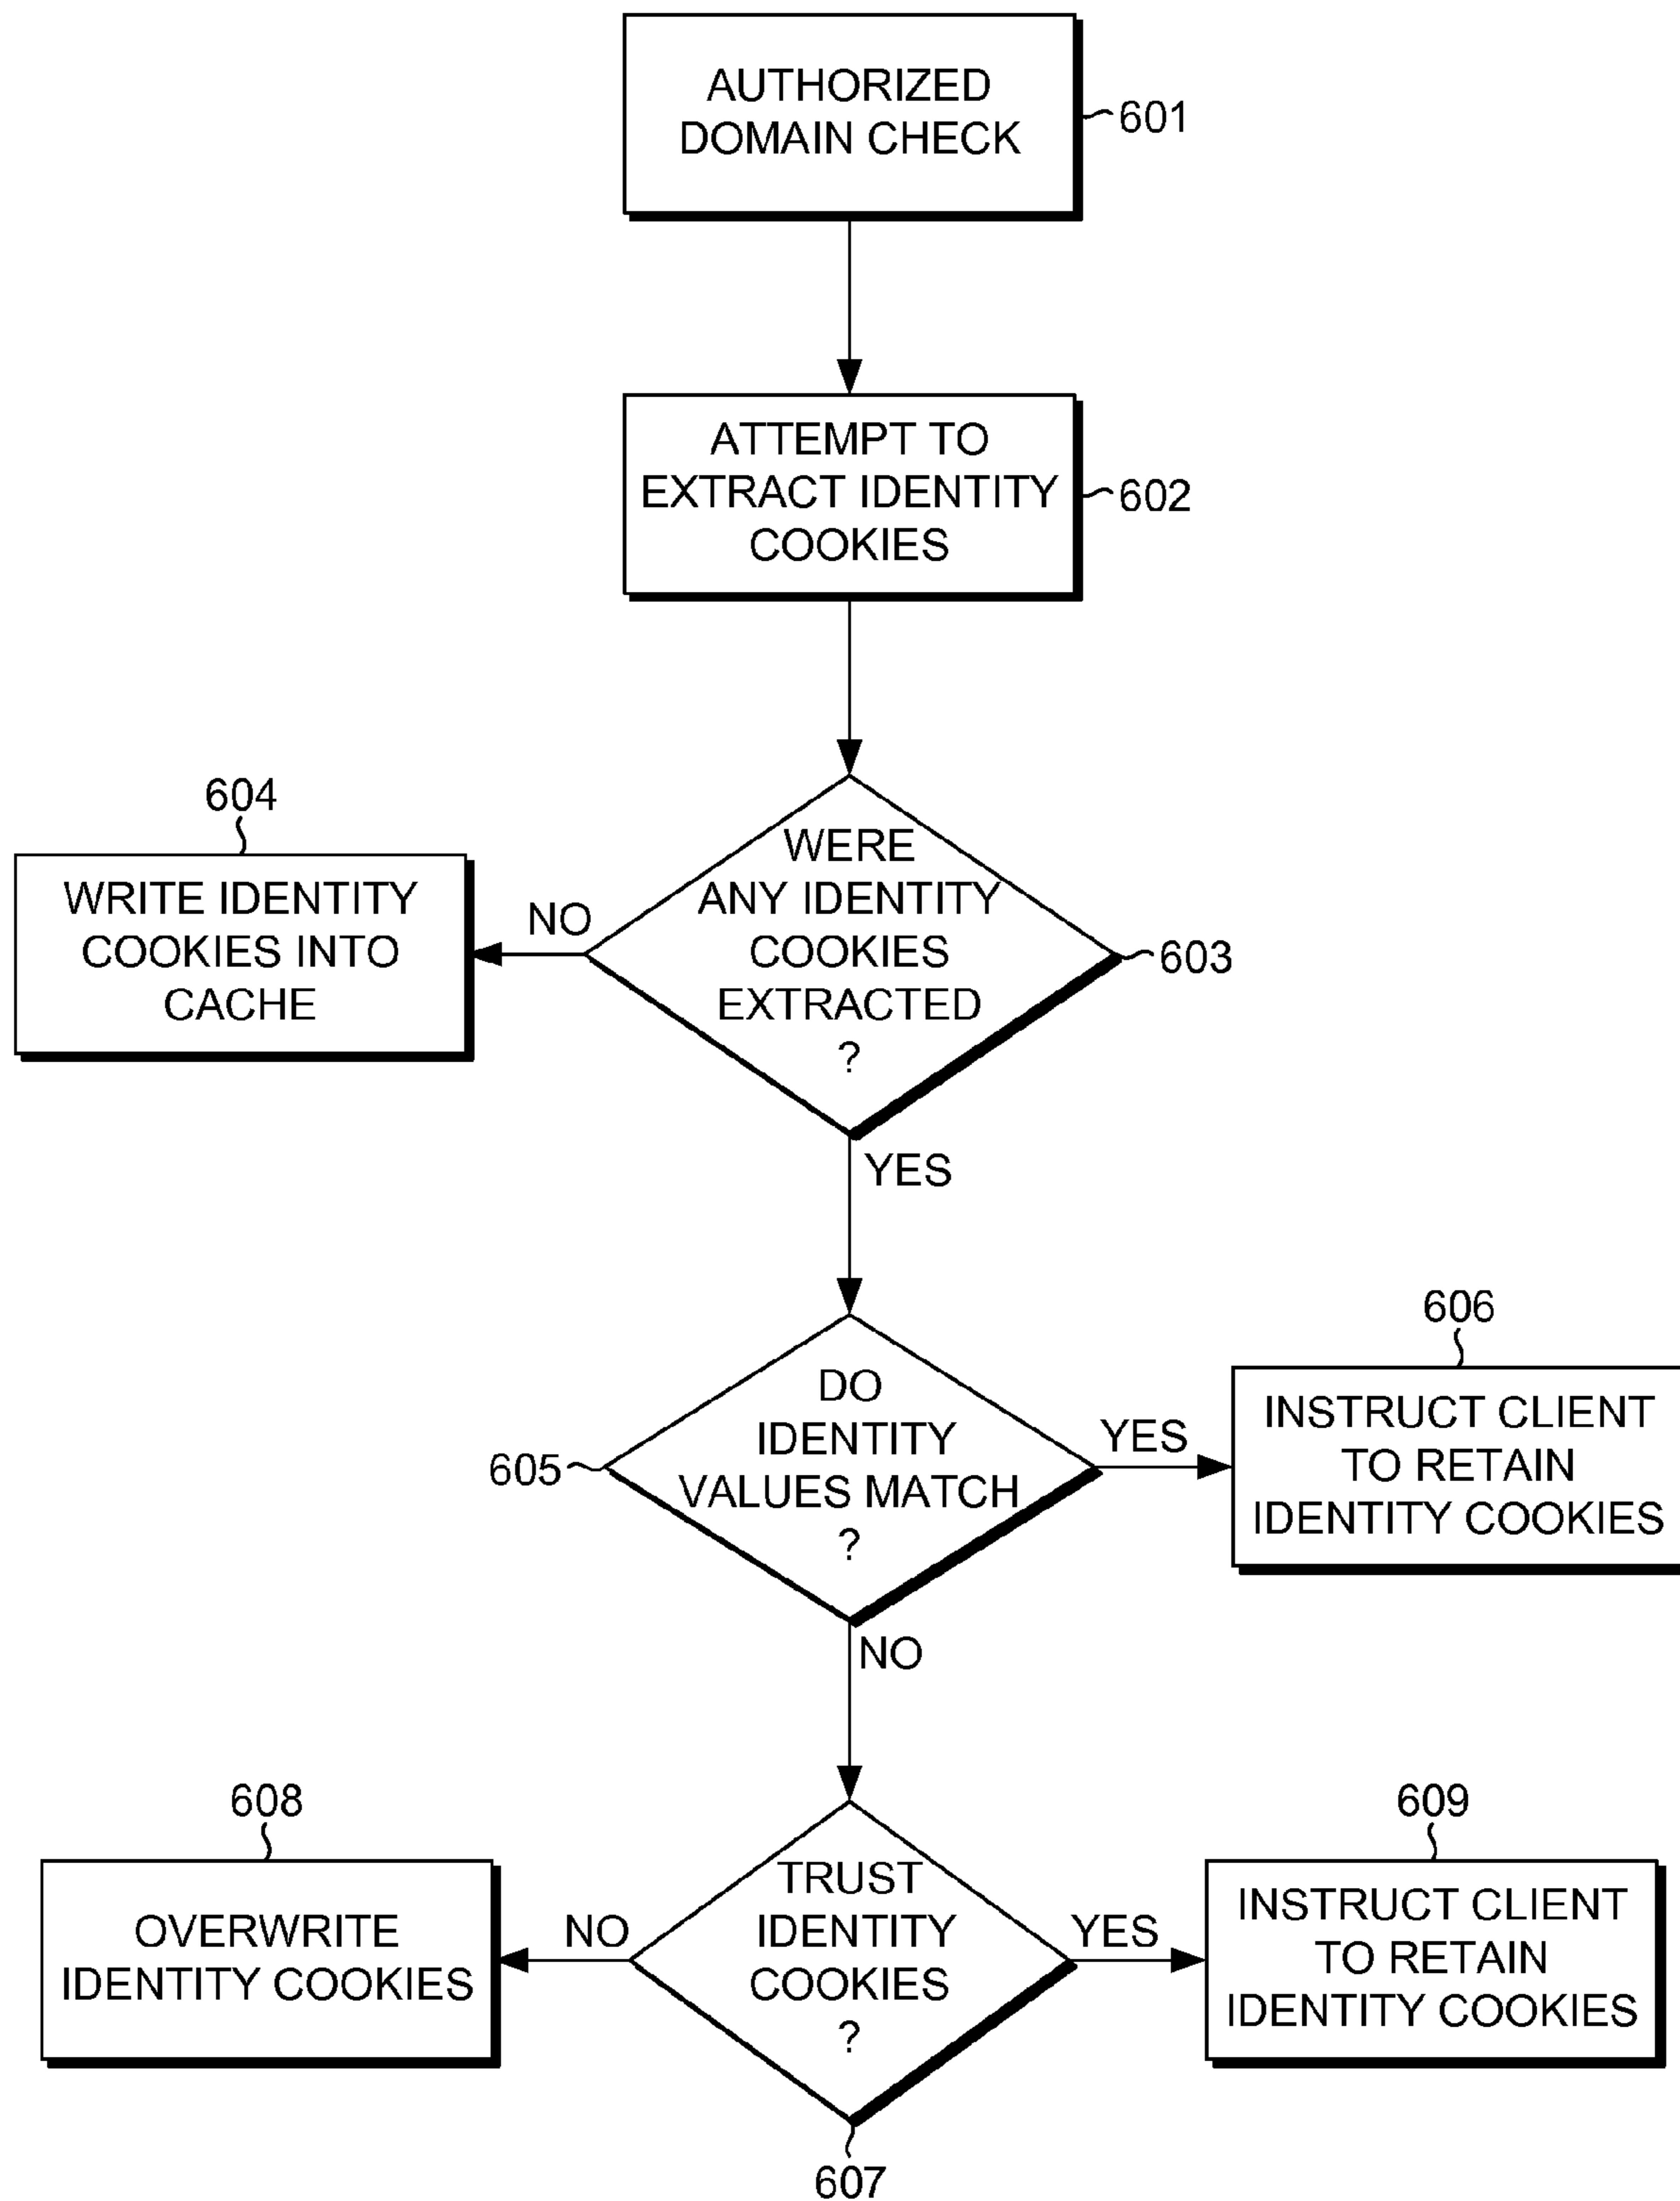 AUTHORIZED
DOMAIN CHECK
601
ATTEMPT TO
EXTRACT IDENTITY
COOKIES
602
604
WRITE IDENTITY
COOKIES INTO
CACHE
NO
WERE
ANY IDENTITY
COOKIES
EXTRACTED
?
603
YES
605
DO
IDENTITY
VALUES MATCH
?
YES
606
INSTRUCT CLIENT
TO RETAIN
IDENTITY COOKIES
NO
608
OVERWRITE
IDENTITY COOKIES
NO
TRUST
IDENTITY
COOKIES
?
607
YES
609
INSTRUCT CLIENT
TO RETAIN
IDENTITY COOKIES